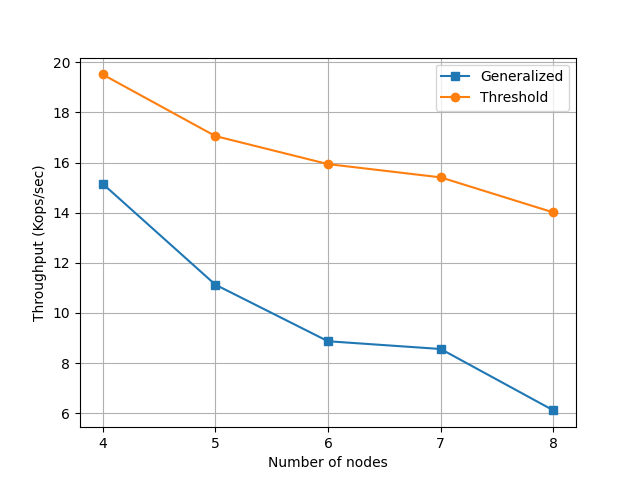 Generalized
Threshold
Throughput (Kops/sec)
20
18
16
14
12
10
8
6
4 5 6 7 8
Number of nodes